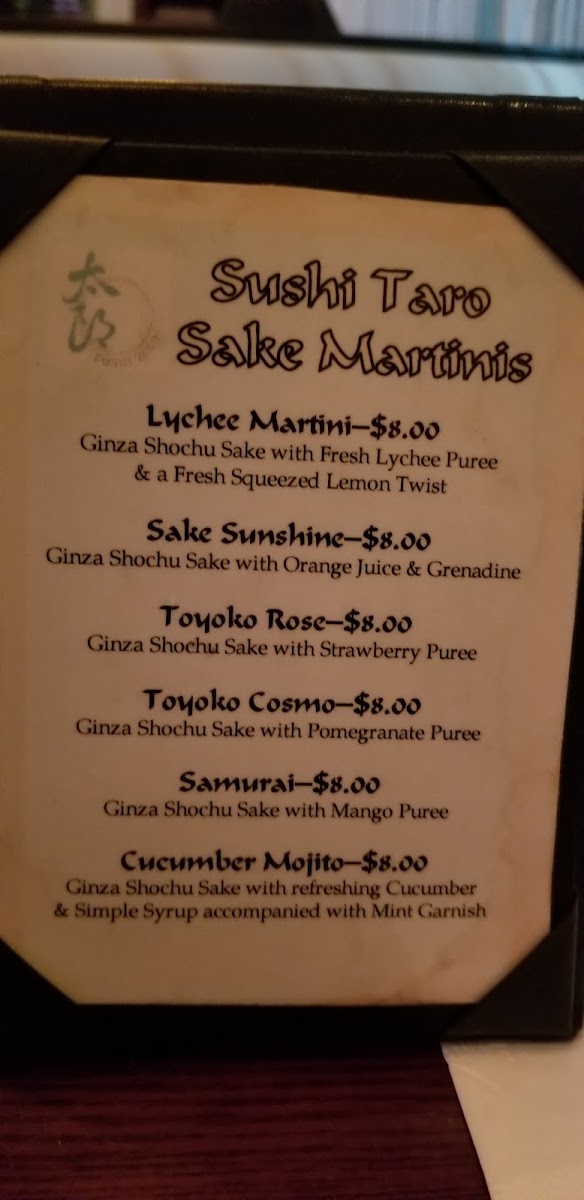 太郎
Sushi Taro
Sake Martinis
Lychee Martini—$8.00
Ginza Shochu Sake with Fresh Lychee Puree
& a Fresh Squeezed Lemon Twist
Sake Sunshine—$8.00
Ginza Shochu Sake with Orange Juice & Grenadine
Toyoko Rose—$8.00
Ginza Shochu Sake with Strawberry Puree
Toyoko Cosmo—$8.00
Ginza Shochu Sake with Pomegranate Puree
Samurai—$8.00
Ginza Shochu Sake with Mango Puree
Cucumber Mojito—$8.00
Ginza Shochu Sake with refreshing Cucumber
& Simple Syrup accompanied with Mint Garnish